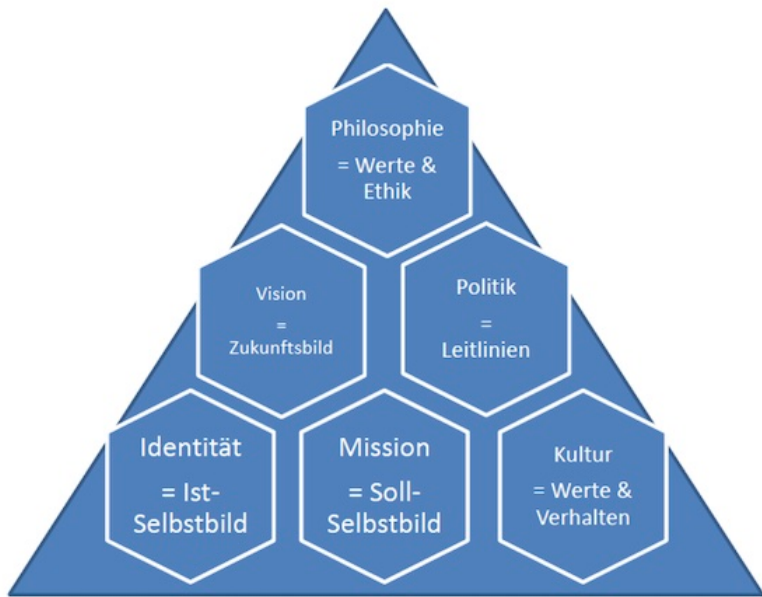 Philosophie
= Werte &
Ethik
Vision
=
Zukunftsbild
Politik
=
Leitlinien
Identität
= Ist-
Selbstbild
Mission
= Soll-
Selbstbild
Kultur
= Werte &
Verhalten